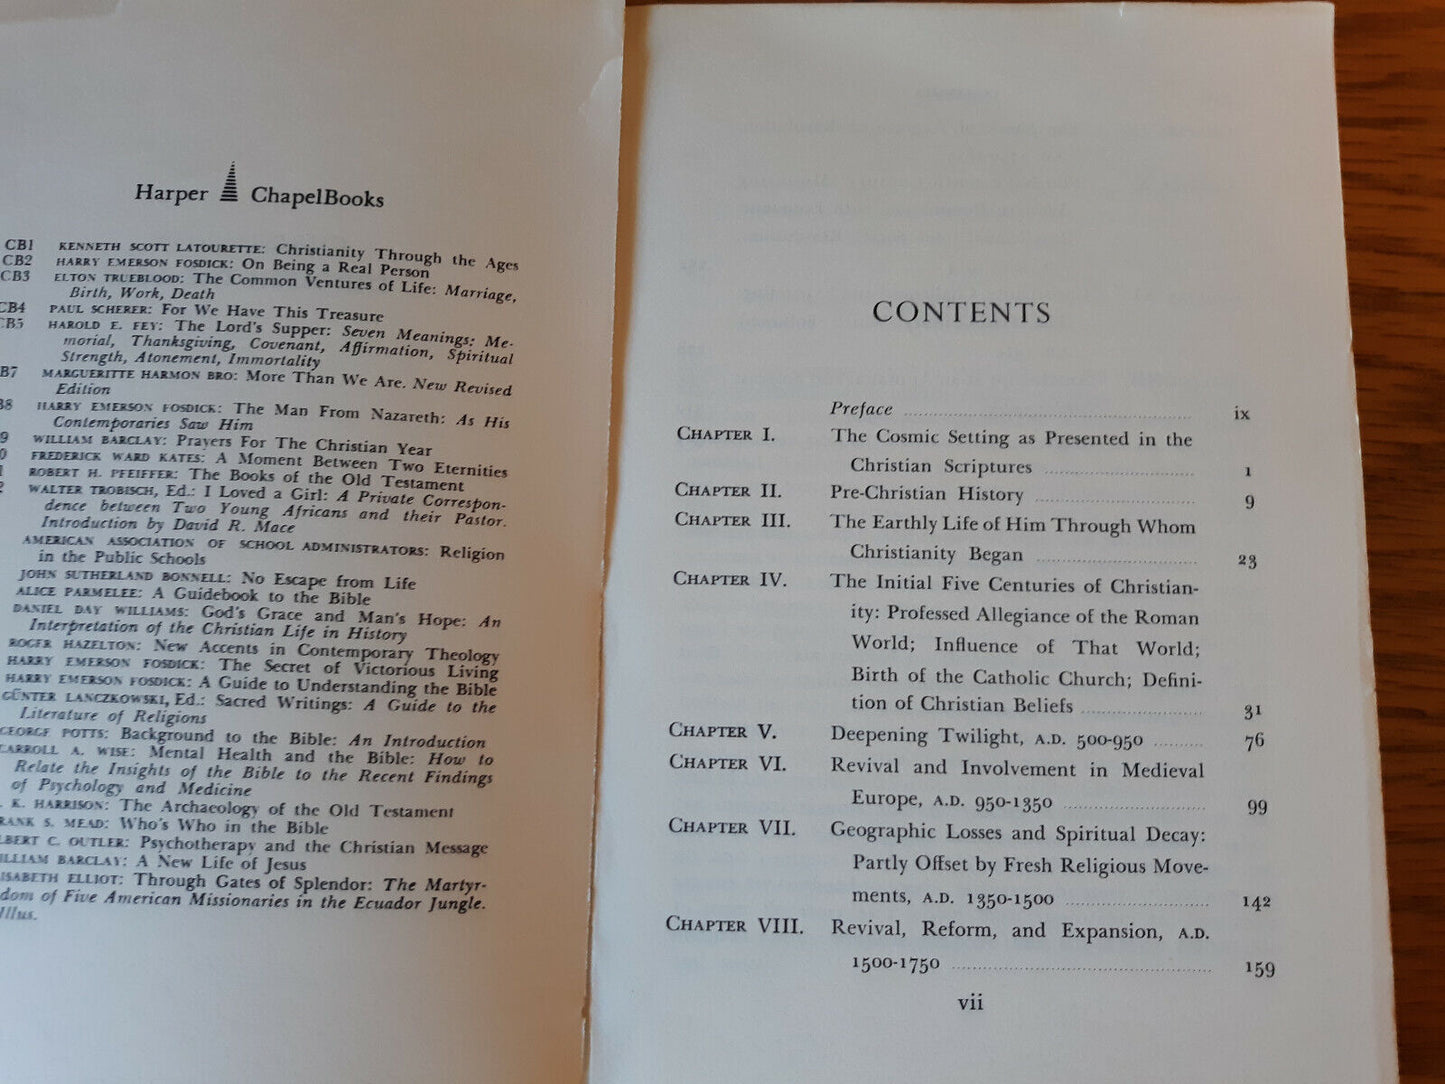 Harper ChapelBooks
CB1 KENNETH SCOTT LATOURETTE: Christianity Through the Ages
CB2 HARRY EMERSON FOSDICK: On Being a Real Person
CB3 ELTON TRUEBLOOD: The Common Ventures of Life: Marriage,
Birth, Work, Death
CB4 PAUL SCHERER: For We Have This Treasure
CB5 HAROLD E. FEY: The Lord's Supper: Seven Meanings: Me-
morial, Thanksgiving, Covenant, Affirmation, Spiritual
Strength, Atonement, Immortality
B7 MARGUERITTE HARMON BRO: More Than We Are. New Revised
Edition
B8 HARRY EMERSON FOSDICK: The Man From Nazareth: As His
Contemporaries Saw Him
9 WILLIAM BARCLAY: Prayers For The Christian Year
0 FREDERICK WARD KATES: A Moment Between Two Eternities
1 ROBERT H. PFEIFFER: The Books of the Old Testament
2 WALTER TROBISCH, Ed.: I Loved a Girl: A Private Correspon-
dence between Two Young Africans and their Pastor.
Introduction by David R. Mace
AMERICAN ASSOCIATION OF SCHOOL ADMINISTRATORS: Religion
in the Public Schools
JOHN SUTHERLAND BONNELL: No Escape from Life
ALICE PARMELEE: A Guidebook to the Bible
DANIEL DAY WILLIAMS: God's Grace and Man's Hope: An
Interpretation of the Christian Life in History
ROGER HAZELTON: New Accents in Contemporary Theology
HARRY EMERSON FOSDICK: The Secret of Victorious Living
HARRY EMERSON FOSDICK: A Guide to Understanding the Bible
GÜNTER LANCZKOWSKI, Ed.: Sacred Writings: A Guide to the
Literature of Religions
GEORGE POTTS: Background to the Bible: An Introduction
CARROLL A. WISE: Mental Health and the Bible: How to
Relate the Insights of the Bible to the Recent Findings
of Psychology and Medicine
. K. HARRISON: The Archaeology of the Old Testament
RANK S. MEAD: Who's Who in the Bible
LBERT C. OUTLER: Psychotherapy and the Christian Message
ILLIAM BARCLAY: A New Life of Jesus
ISABETH ELLIOT: Through Gates of Splendor: The Martyr-
dom of Five American Missionaries in the Ecuador Jungle.
Illus.
CONTENTS
Preface ix
CHAPTER I. The Cosmic Setting as Presented in the
Christian Scriptures 1
CHAPTER II. Pre-Christian History 9
CHAPTER III. The Earthly Life of Him Through Whom
Christianity Began 23
CHAPTER IV. The Initial Five Centuries of Christian-
ity: Professed Allegiance of the Roman
World; Influence of That World;
Birth of the Catholic Church; Defini-
tion of Christian Beliefs 31
CHAPTER V. Deepening Twilight, A.D. 500-950 76
CHAPTER VI. Revival and Involvement in Medieval
Europe, A.D. 950-1350 99
CHAPTER VII. Geographic Losses and Spiritual Decay:
Partly Offset by Fresh Religious Move-
ments, A.D. 1350-1500 142
CHAPTER VIII. Revival, Reform, and Expansion, A.D.
1500-1750 159
vii